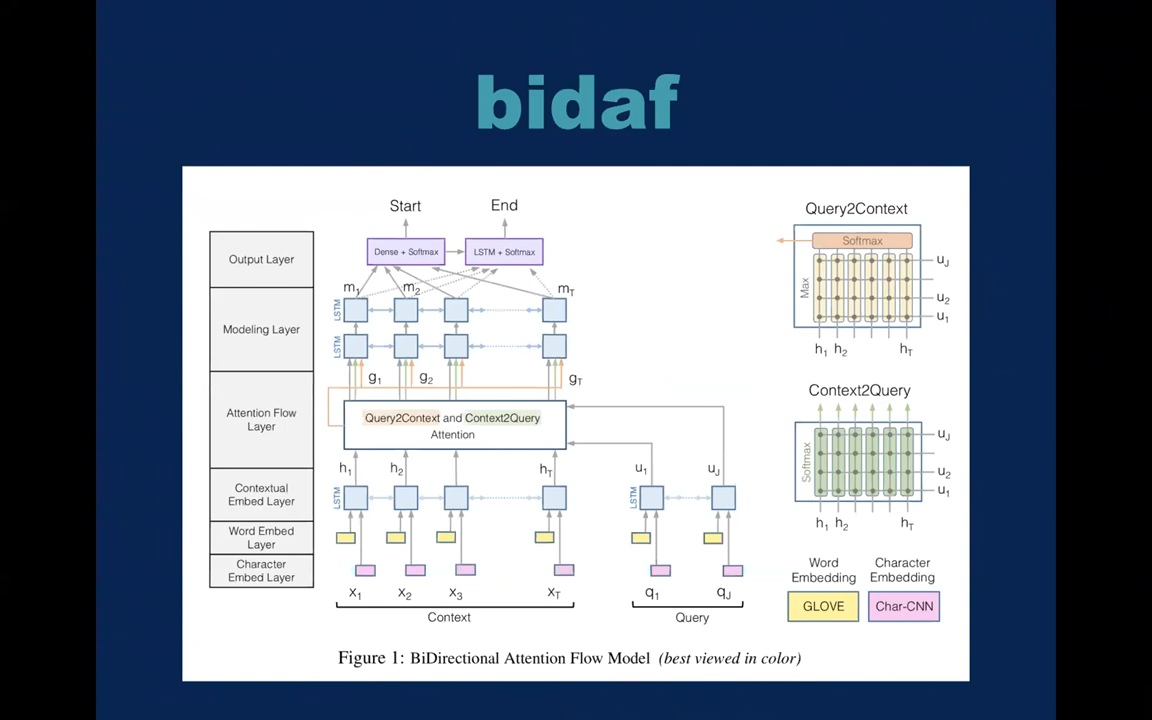 bidaf
Output Layer
Modeling Layer
Attention Flow
Layer
Contextual
Embed Layer
Word Embed
Layer
Character
Embed Layer
Start
End
Dense + Softmax
LSTM + Softmax
m1
m2
mT
LSTM
LSTM
g1
g2
gT
Query2Context and Context2Query
Attention
h1
h2
hT
u1
uJ
LSTM
LSTM
x1
x2
x3
xT
q1
qJ
Context
Query
Query2Context
Softmax
Max
uJ
u2
u1
h1
h2
hT
Context2Query
Softmax
uJ
u2
u1
h1
h2
hT
Word
Embedding
GLOVE
Character
Embedding
Char-CNN
Figure 1: BiDirectional Attention Flow Model (best viewed in color)